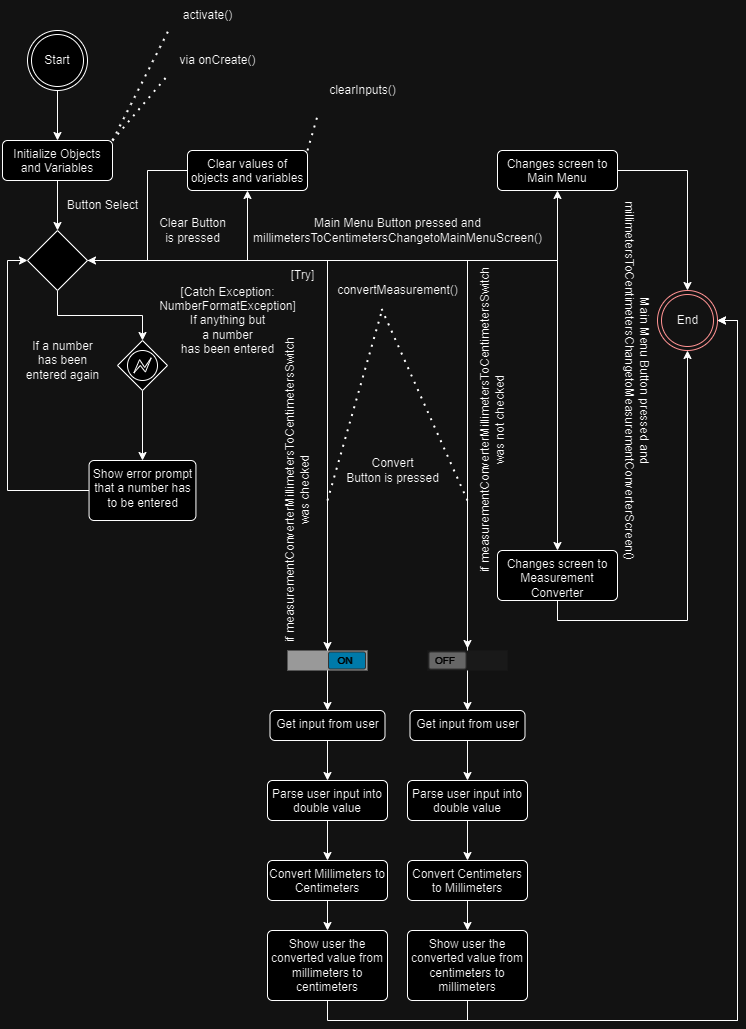 activate()
Start
via onCreate()
clearInputs()
Initialize Objects
and Variables
Clear values of
objects and variables
Changes screen to
Main Menu
Button Select
Clear Button
is pressed
Main Menu Button pressed and
millimetersToCentimetersChangetoMainMenuScreen()
[Try]
convertMeasurement()
[Catch Exception:
NumberFormatException]
If anything but
a number
has been entered
If a number
has been
entered again
Show error prompt
that a number has
to be entered
if measurementConverterMillimetersToCentimetersSwitch
was checked
Convert
Button is pressed
if measurementConverterMillimetersToCentimetersSwitch
was not checked
Main Menu Button pressed and
millimetersToCentimetersChangetoMeasurementConverterScreen()
End
Changes screen to
Measurement
Converter
ON
OFF
Get input from user
Get input from user
Parse user input into
double value
Parse user input into
double value
Convert Millimeters to
Centimeters
Convert Centimeters
to Millimeters
Show user the
converted value from
millimeters to
centimeters
Show user the
converted value from
centimeters to
millimeters